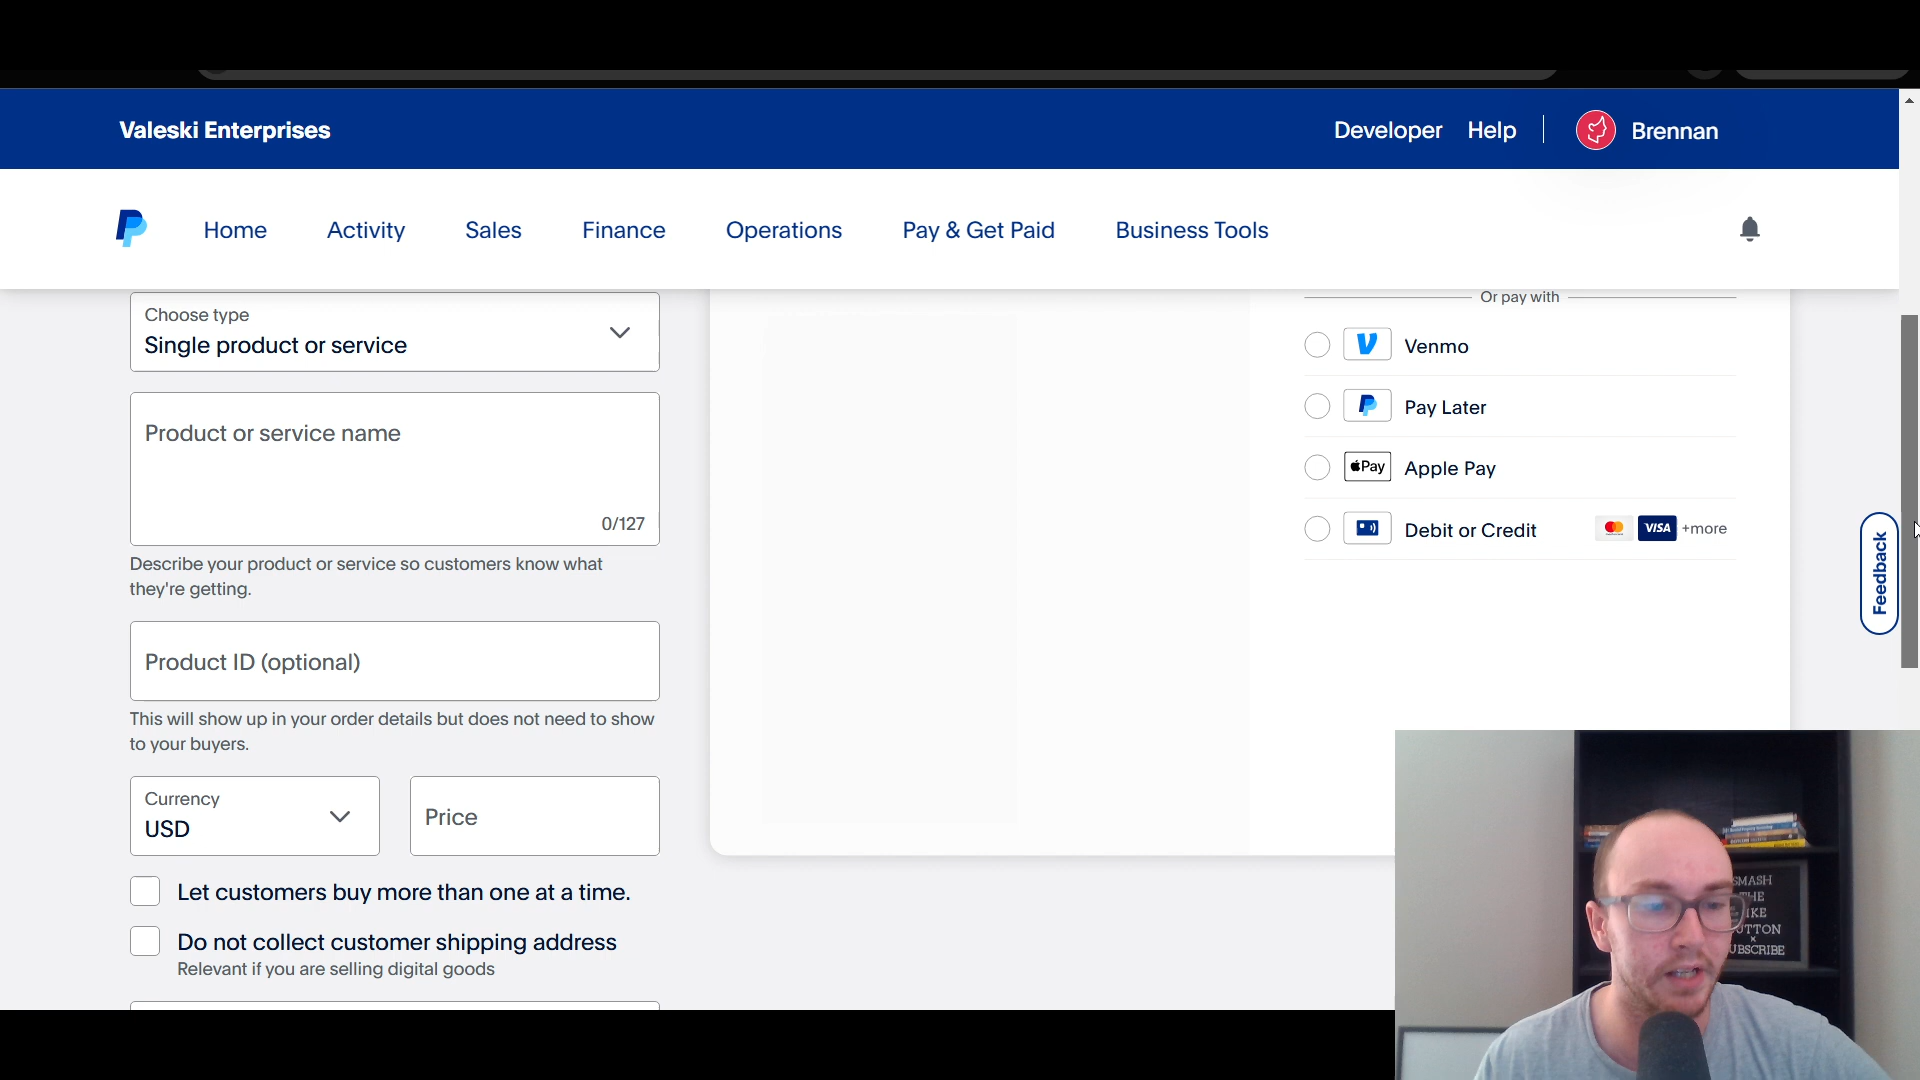 Valeski Enterprises
Developer
Help
Brennan
Home
Activity
Sales
Finance
Operations
Pay & Get Paid
Business Tools
Choose type
Single product or service
Product or service name
0/127
Describe your product or service so customers know what
they're getting.
Product ID (optional)
This will show up in your order details but does not need to show
to your buyers.
Currency
USD
Price
Let customers buy more than one at a time.
Do not collect customer shipping address
Relevant if you are selling digital goods
Or pay with
Venmo
Pay Later
Pay
Apple Pay
Debit or Credit
VISA
+more
Feedback
SMASH
THE
LIKE
BUTTON
×
SUBSCRIBE